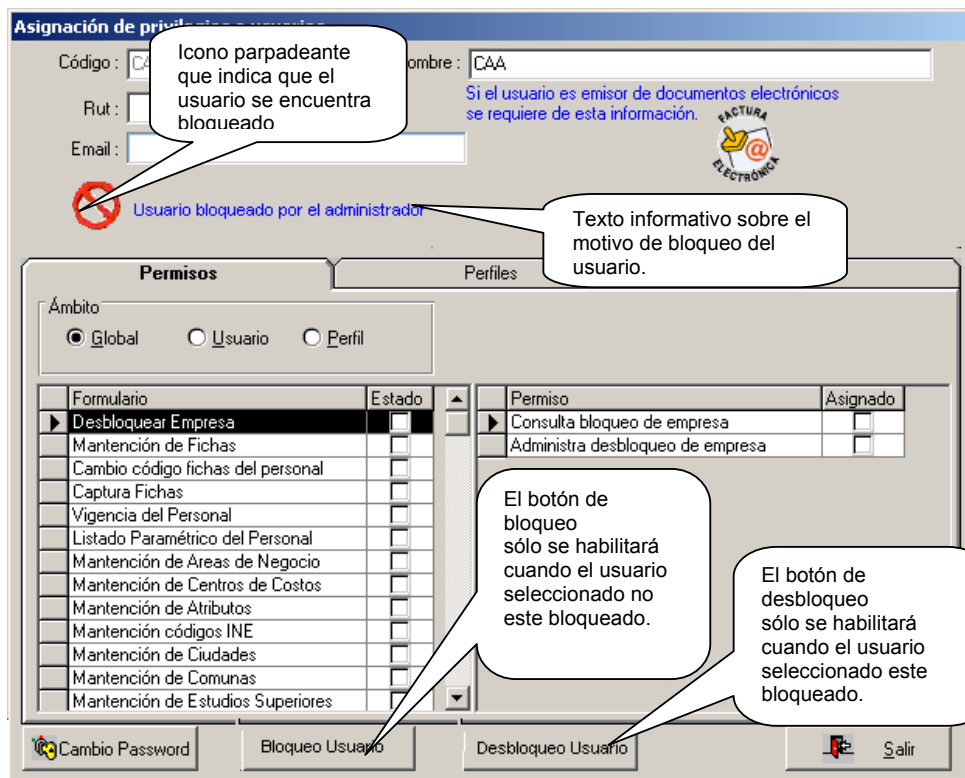 Asignación de privilegios a usuarios
Icono parpadeante
que indica que el
usuario se encuentra
bloqueado
Código : CA
ombre : CAA
Rut :
Si el usuario es emisor de documentos electrónicos
se requiere de esta información.
FACTURA
@
ELECTRÓNICA
Email :
Usuario bloqueado por el administrador
Texto informativo sobre el
motivo de bloqueo del
usuario.
Permisos
Perfiles
Ámbito
Global Usuario Perfil
Formulario Estado
Desbloquear Empresa
Mantención de Fichas
Cambio código fichas del personal
Captura Fichas
Vigencia del Personal
Listado Paramétrico del Personal
Mantención de Areas de Negocio
Mantención de Centros de Costos
Mantención de Atributos
Mantención códigos INE
Mantención de Ciudades
Mantención de Comunas
Mantención de Estudios Superiores
Permiso Asignado
Consulta bloqueo de empresa
Administra desbloqueo de empresa
El botón de
bloqueo
sólo se habilitará
cuando el usuario
seleccionado no
este bloqueado.
El botón de
desbloqueo
sólo se habilitará
cuando el usuario
seleccionado este
bloqueado.
Cambio Password
Bloqueo Usuario
Desbloqueo Usuario
Salir